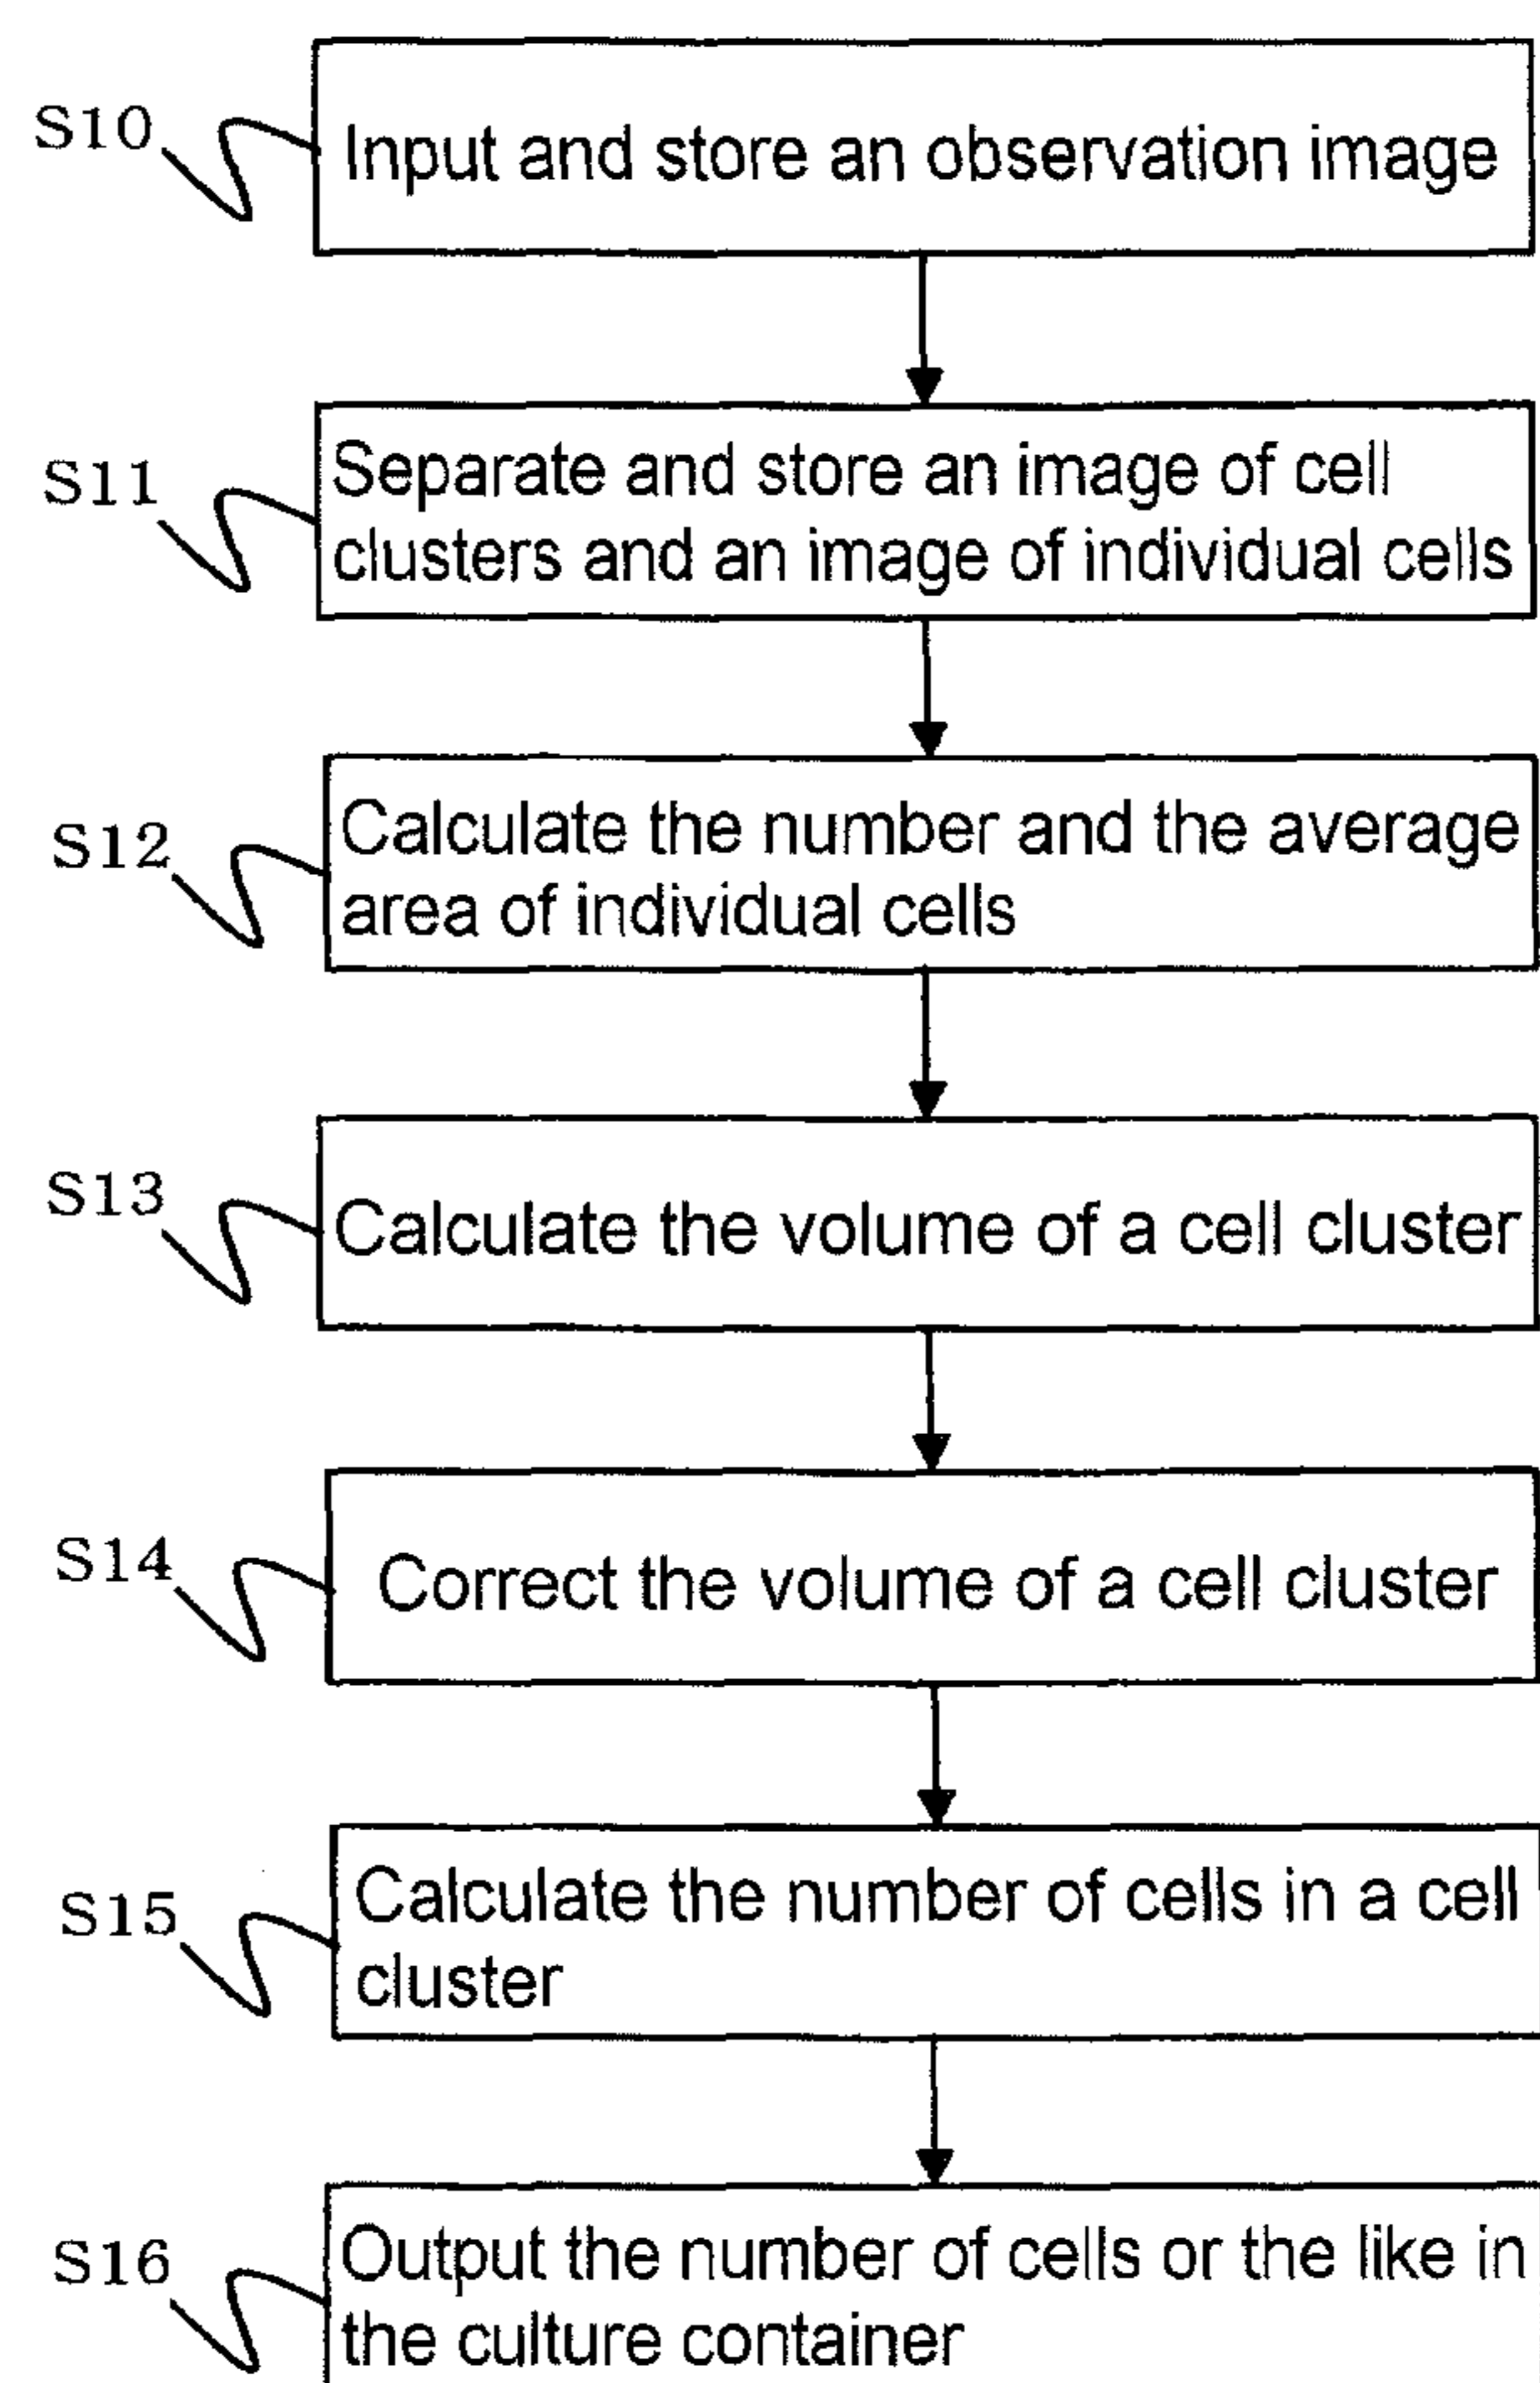 S10
Input and store an observation image
S11
Separate and store an image of cell
clusters and an image of individual cells
S12
Calculate the number and the average
area of individual cells
S13
Calculate the volume of a cell cluster
S14
Correct the volume of a cell cluster
S15
Calculate the number of cells in a cell
cluster
S16
Output the number of cells or the like in
the culture container